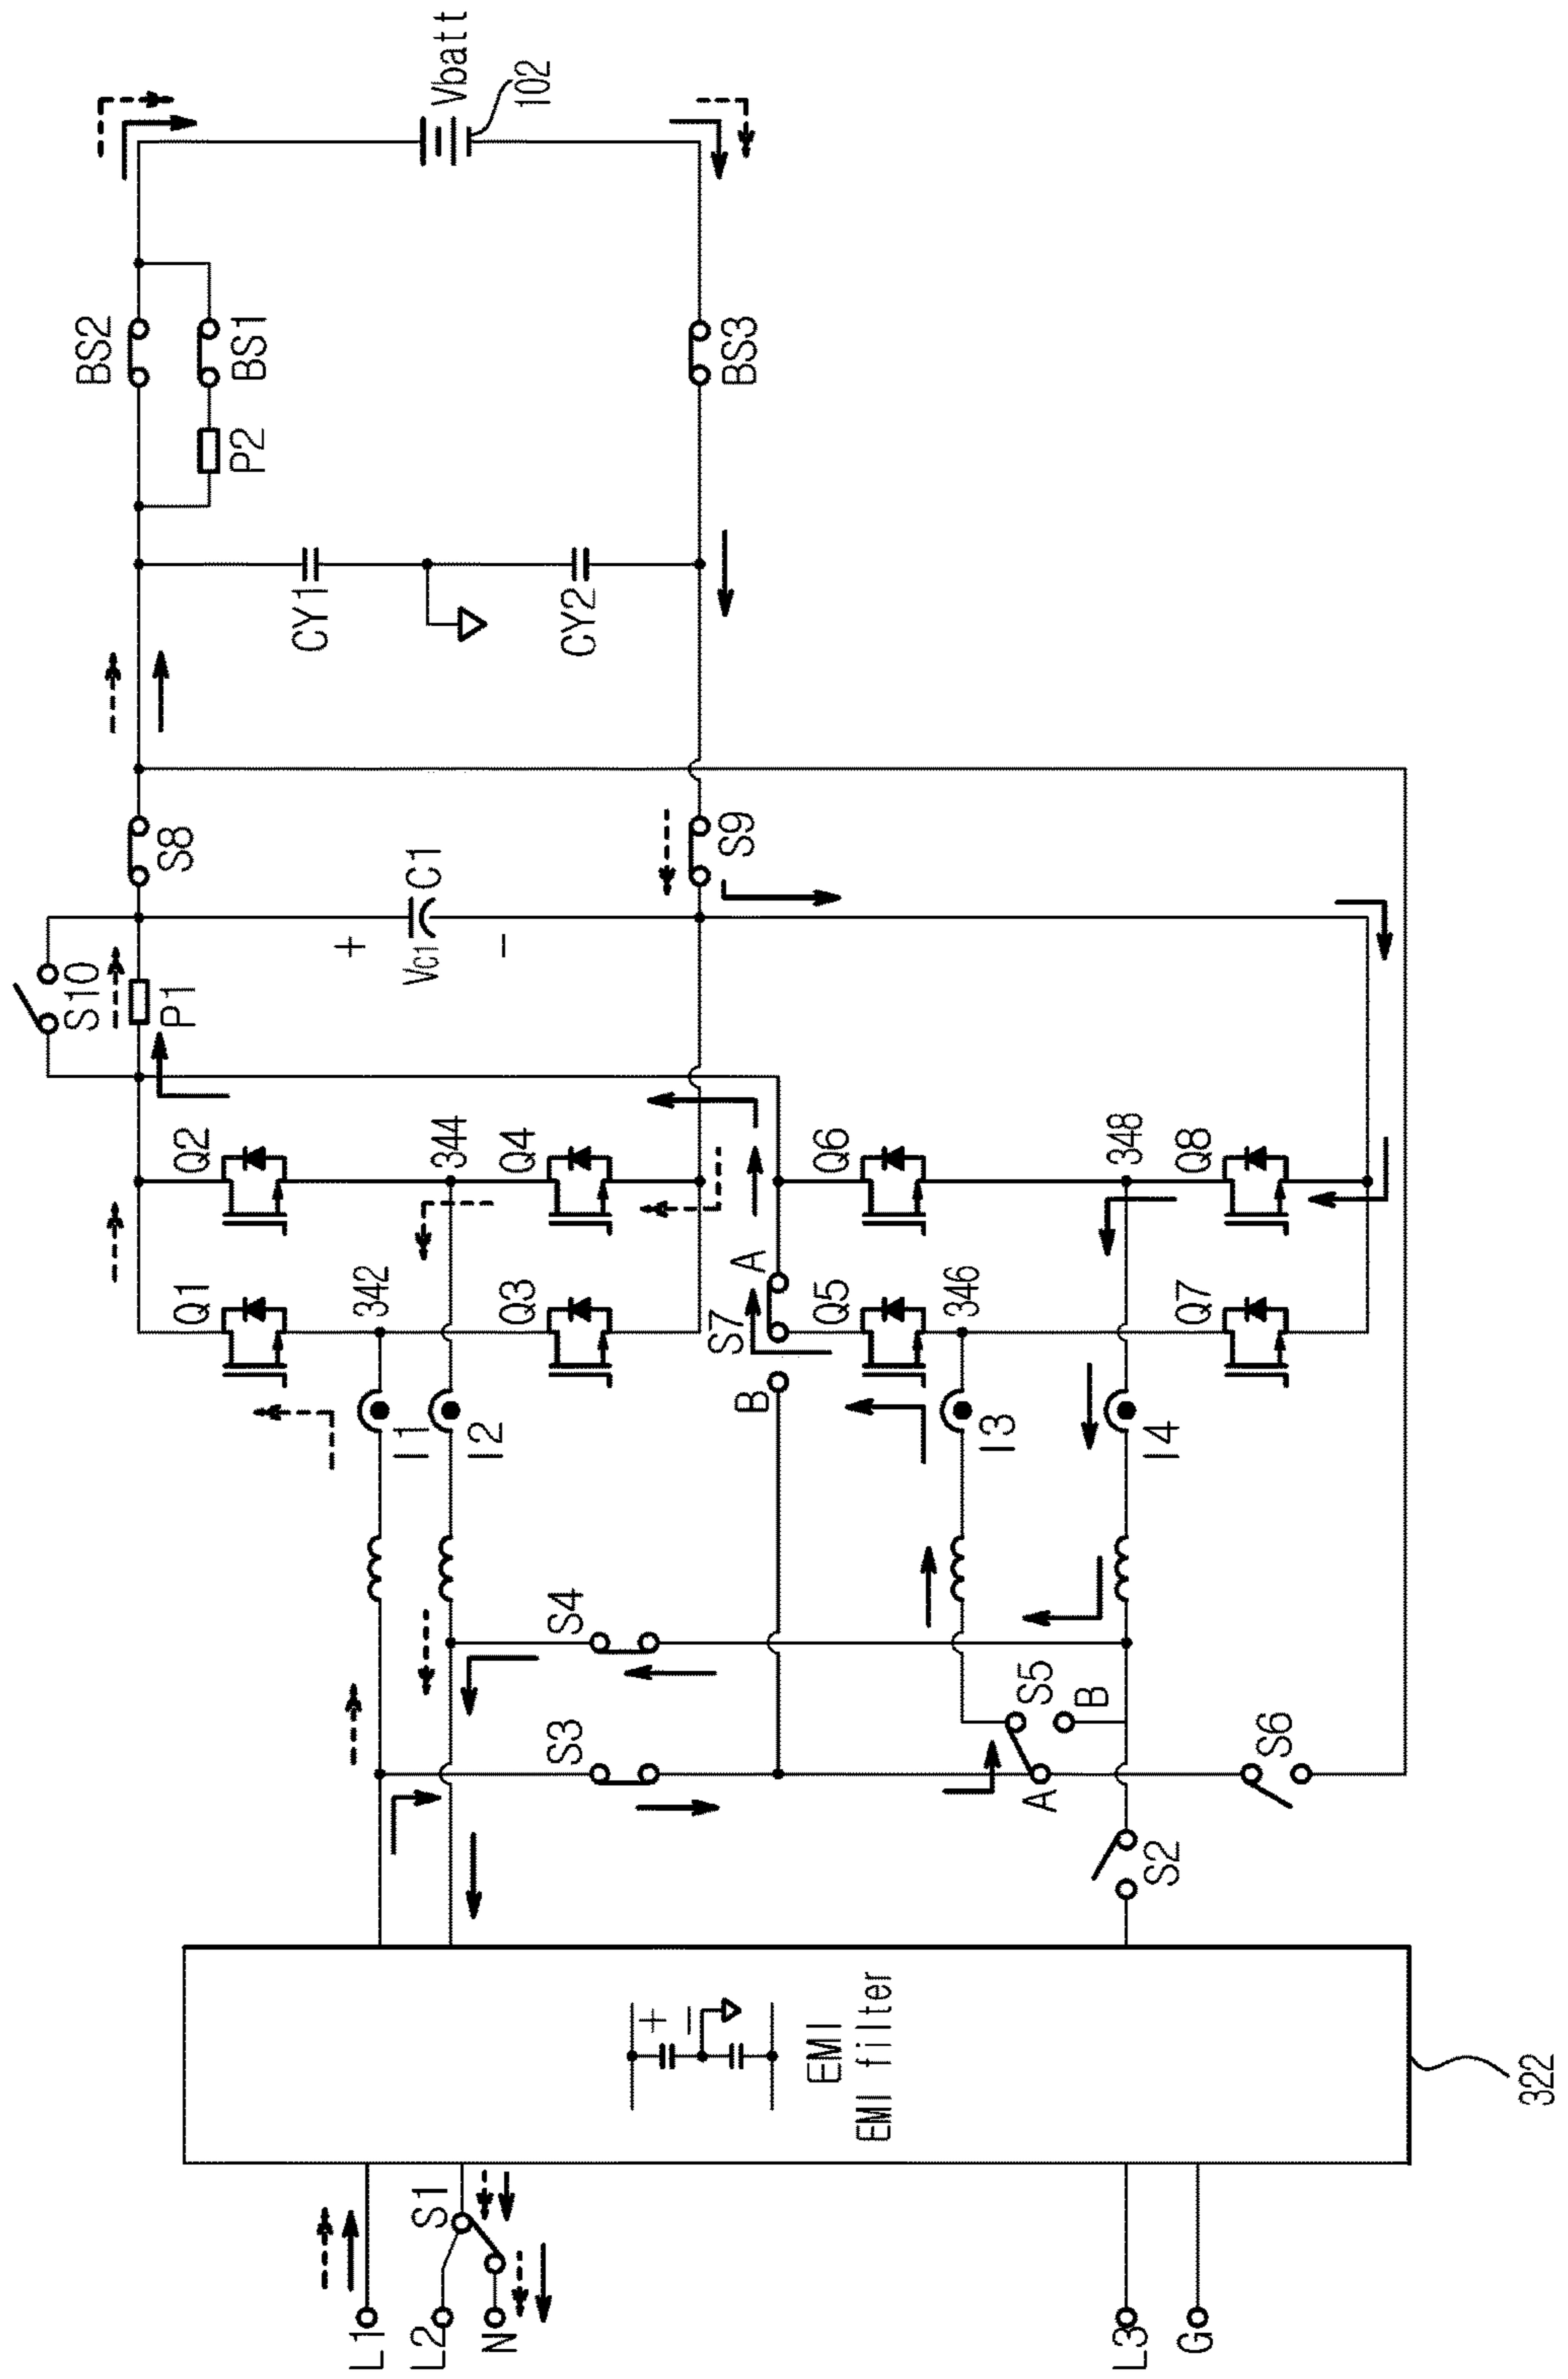 L1
L2
N
L3
G
S1
+
−
EMI
EMI filter
322
S2
S3
S4
S5
A
B
S6
I1
I2
I3
I4
342
344
346
348
Q1
Q2
Q3
Q4
Q5
Q6
Q7
Q8
S7
A
B
S10
P1
+
Vc1
C1
−
S8
S9
CY1
CY2
P2
BS1
BS2
BS3
Vbatt
102